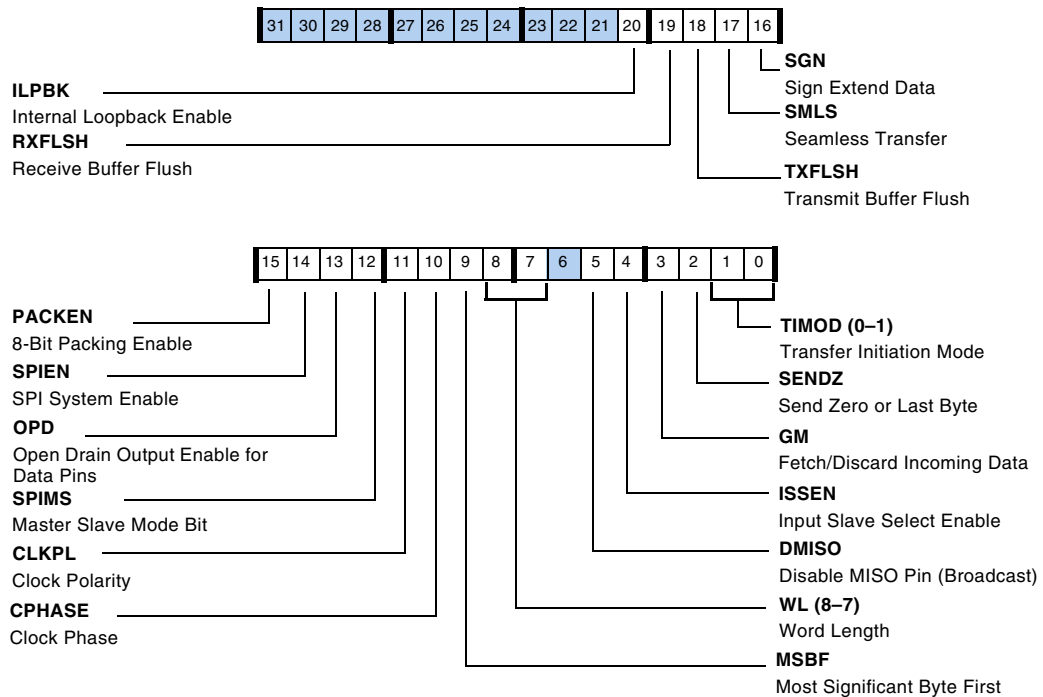 31 30 29 28 27 26 25 24 23 22 21 20 19 18 17 16
ILPBK
Internal Loopback Enable
RXFLSH
Receive Buffer Flush
SGN
Sign Extend Data
SMLS
Seamless Transfer
TXFLSH
Transmit Buffer Flush
15 14 13 12 11 10 9 8 7 6 5 4 3 2 1 0
PACKEN
8-Bit Packing Enable
SPIEN
SPI System Enable
OPD
Open Drain Output Enable for
Data Pins
SPIMS
Master Slave Mode Bit
CLKPL
Clock Polarity
CPHASE
Clock Phase
TIMOD (0–1)
Transfer Initiation Mode
SENDZ
Send Zero or Last Byte
GM
Fetch/Discard Incoming Data
ISSEN
Input Slave Select Enable
DMISO
Disable MISO Pin (Broadcast)
WL (8–7)
Word Length
MSBF
Most Significant Byte First